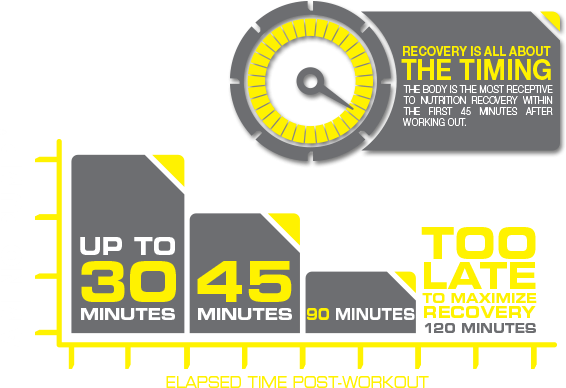 RECOVERY IS ALL ABOUT
THE TIMING
THE BODY IS THE MOST RECEPTIVE
TO NUTRITION RECOVERY WITHIN
THE FIRST 45 MINUTES AFTER
WORKING OUT.
UP TO
30
MINUTES
45
MINUTES
90 MINUTES
TOO
LATE
TO MAXIMIZE
RECOVERY
120 MINUTES
ELAPSED TIME POST-WORKOUT